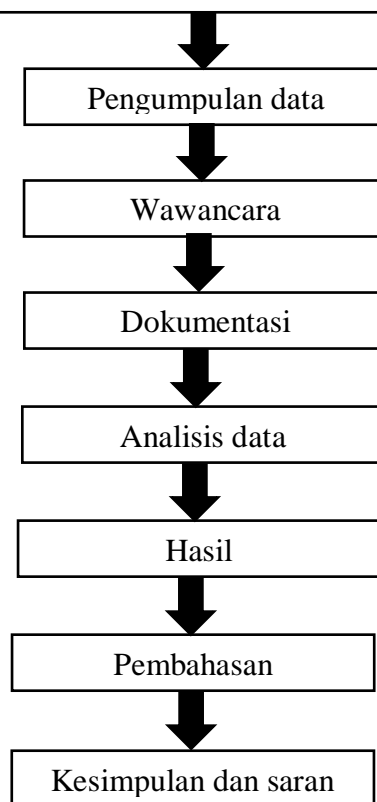 Pengumpulan data
Wawancara
Dokumentasi
Analisis data
Hasil
Pembahasan
Kesimpulan dan saran